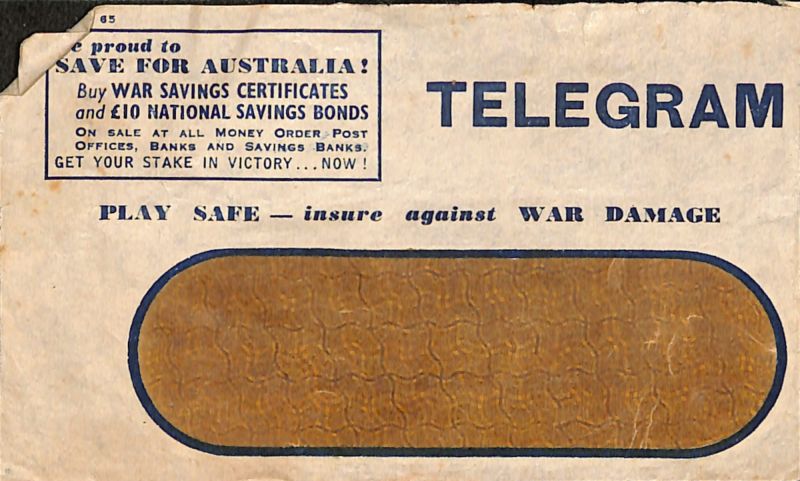 65
e proud to
SAVE FOR AUSTRALIA!
Buy WAR SAVINGS CERTIFICATES
and £10 NATIONAL SAVINGS BONDS
ON SALE AT ALL MONEY ORDER POST
OFFICES, BANKS AND SAVINGS BANKS.
GET YOUR STAKE IN VICTORY...NOW!
TELEGRAM
PLAY SAFE — insure against WAR DAMAGE